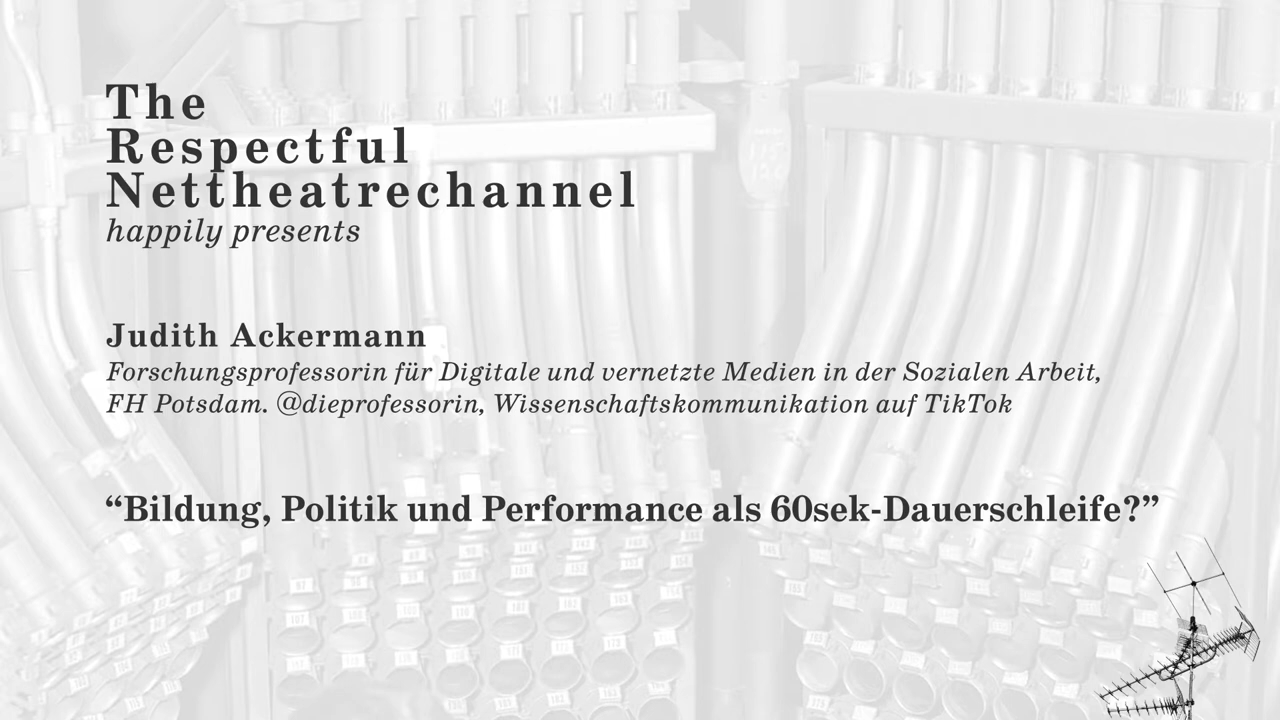 The
Respectful
Nettheatrechannel
happily presents
Judith Ackermann
Forschungsprofessorin für Digitale und vernetzte Medien in der Sozialen Arbeit,
FH Potsdam. @dieprofessorin, Wissenschaftskommunikation auf TikTok
“Bildung, Politik und Performance als 60sek-Dauerschleife?”